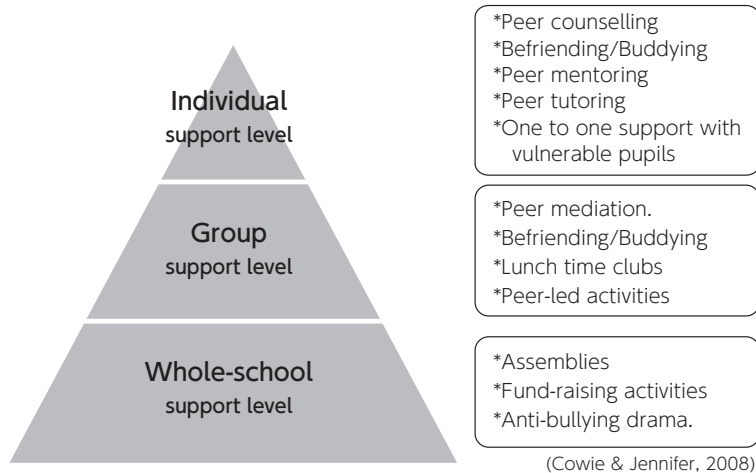 Individual
support level
*Peer counselling
*Befriending/Buddying
*Peer mentoring
*Peer tutoring
*One to one support with
vulnerable pupils
Group
support level
*Peer mediation.
*Befriending/Buddying
*Lunch time clubs
*Peer-led activities
Whole-school
support level
*Assemblies
*Fund-raising activities
*Anti-bullying drama.
(Cowie & Jennifer, 2008)